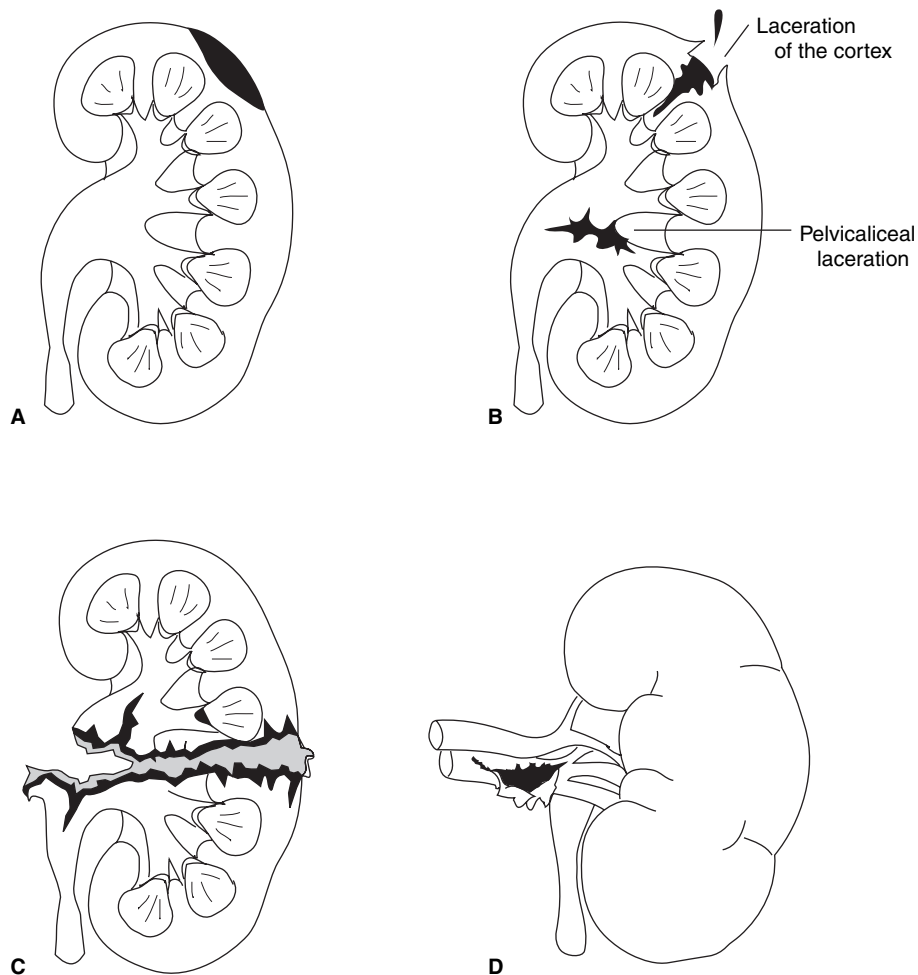 Laceration
of the cortex
Pelvicaliceal
laceration
A
B
C
D